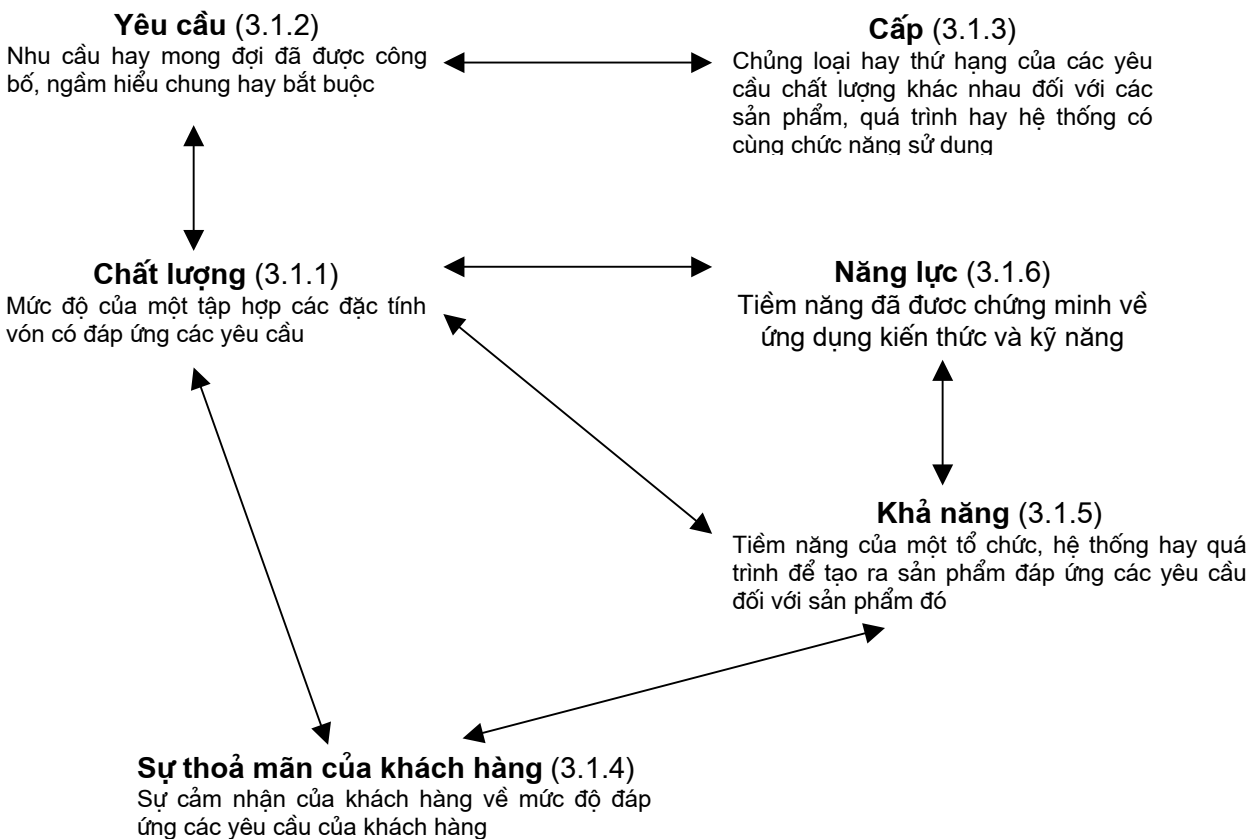 Yêu cầu (3.1.2)
Nhu cầu hay mong đợi đã được công
bố, ngầm hiểu chung hay bắt buộc
Cấp (3.1.3)
Chủng loại hay thứ hạng của các yêu
cầu chất lượng khác nhau đối với các
sản phẩm, quá trình hay hệ thống có
cùng chức năng sử dụng
Chất lượng (3.1.1)
Mức độ của một tập hợp các đặc tính
vón có đáp ứng các yêu cầu
Năng lực (3.1.6)
Tiềm năng đã đươc chứng minh về
ứng dụng kiến thức và kỹ năng
Khả năng (3.1.5)
Tiềm năng của một tổ chức, hệ thống hay quá
trình để tạo ra sản phẩm đáp ứng các yêu cầu
đối với sản phẩm đó
Sự thoả mãn của khách hàng (3.1.4)
Sự cảm nhận của khách hàng về mức độ đáp
ứng các yêu cầu của khách hàng